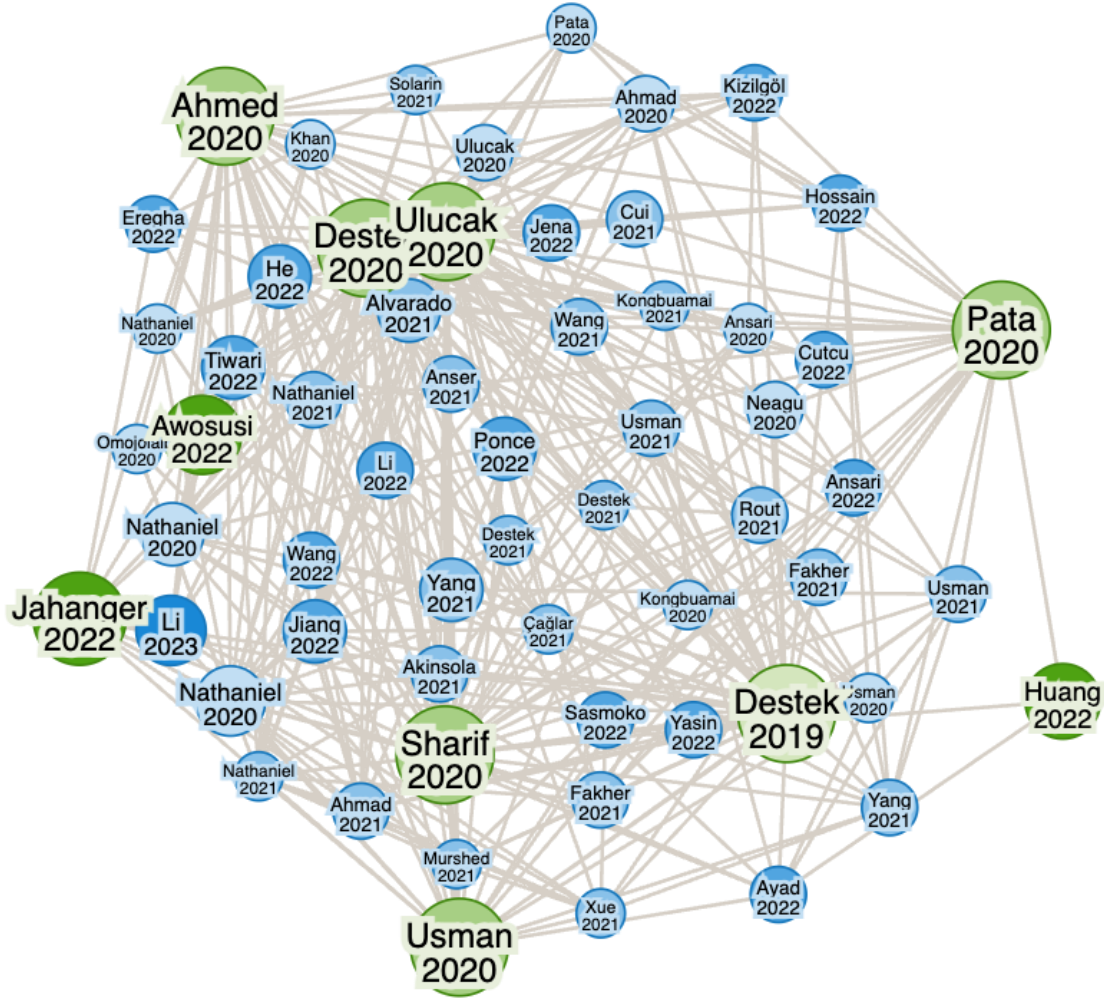 Pata
2020
Solarin
2021
Ahmad
2020
Kizilgöl
2022
Ahmed
2020
Khan
2020
Ulucak
2020
Eregha
2022
Hossain
2022
Cui
2021
Jena
2022
Ulucak
2020
Deste
2020
He
2022
Alvarado
2021
Nathaniel
2020
Wang
2021
Kongbuamai
2021
Ansari
2020
Pata
2020
Cutcu
2022
Tiwari
2022
Nathaniel
2021
Anser
2021
Neagu
2020
Usman
2021
Awosusi
2022
2020
Li
2022
Ponce
2022
Ansari
2022
Destek
2021
Rout
2021
Nathaniel
2020
Destek
2021
Wang
2022
Yang
2021
Fakher
2021
Usman
2021
Kongbuamai
2020
Jahanger
2022
Li
2023
Jiang
2022
Çağlar
2021
Akinsola
2021
Nathaniel
2020
Destek
2019
2020
Huang
2022
Sasmoko
2022
Yasin
2022
Sharif
2020
Nathaniel
2021
Ahmad
2021
Fakher
2021
Yang
2021
Murshed
2021
Ayad
2022
Xue
2021
Usman
2020